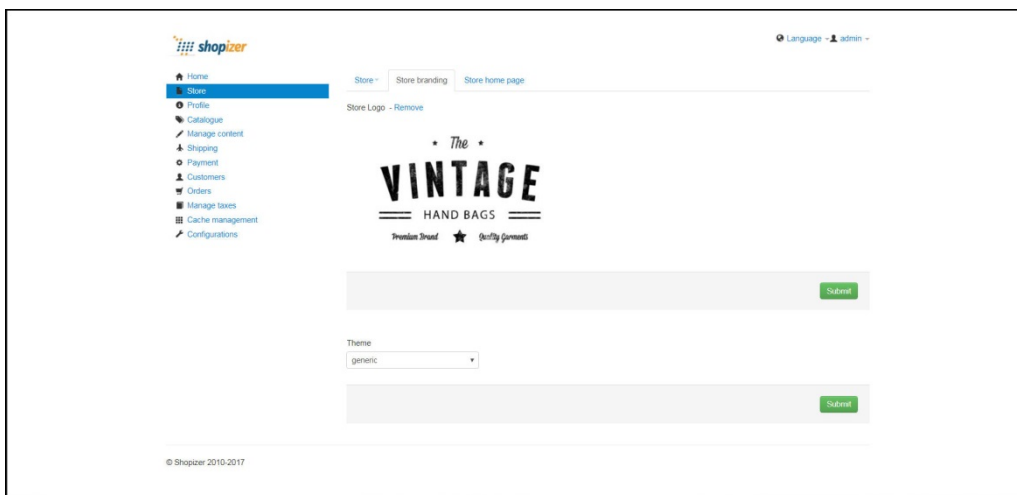 shopizer
Language admin
Home
Store
Profile
Catalogue
Manage content
Shipping
Payment
Customers
Orders
Manage taxes
Cache management
Configurations
Store Store branding Store home page
Store Logo - Remove
The
VINTAGE
HAND BAGS
Premium Brand Quality Garments
Submit
Theme
generic
Submit
© Shopizer 2010-2017